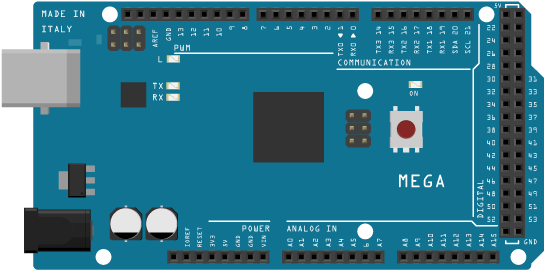 MADE IN
ITALY
AREF
GND
13
12
11
10
9
8
7
6
5
4
3
2
TX0 1
RX0 0
TX3 14
RX3 15
TX2 16
RX2 17
TX1 18
RX1 19
SDA 20
SCL 21
5V
PWM
COMMUNICATION
L
TX
RX
ON
22
24
26
28
30
32
34
36
38
40
42
44
46
48
50
52
31
33
35
37
39
41
43
45
47
49
51
53
GND
MEGA
DIGITAL
POWER
ANALOG IN
IOREF
RESET
3V3
5V
GND
GND
VIN
A0
A1
A2
A3
A4
A5
6
A7
A8
A9
A10
A11
A12
A13
A14
A15